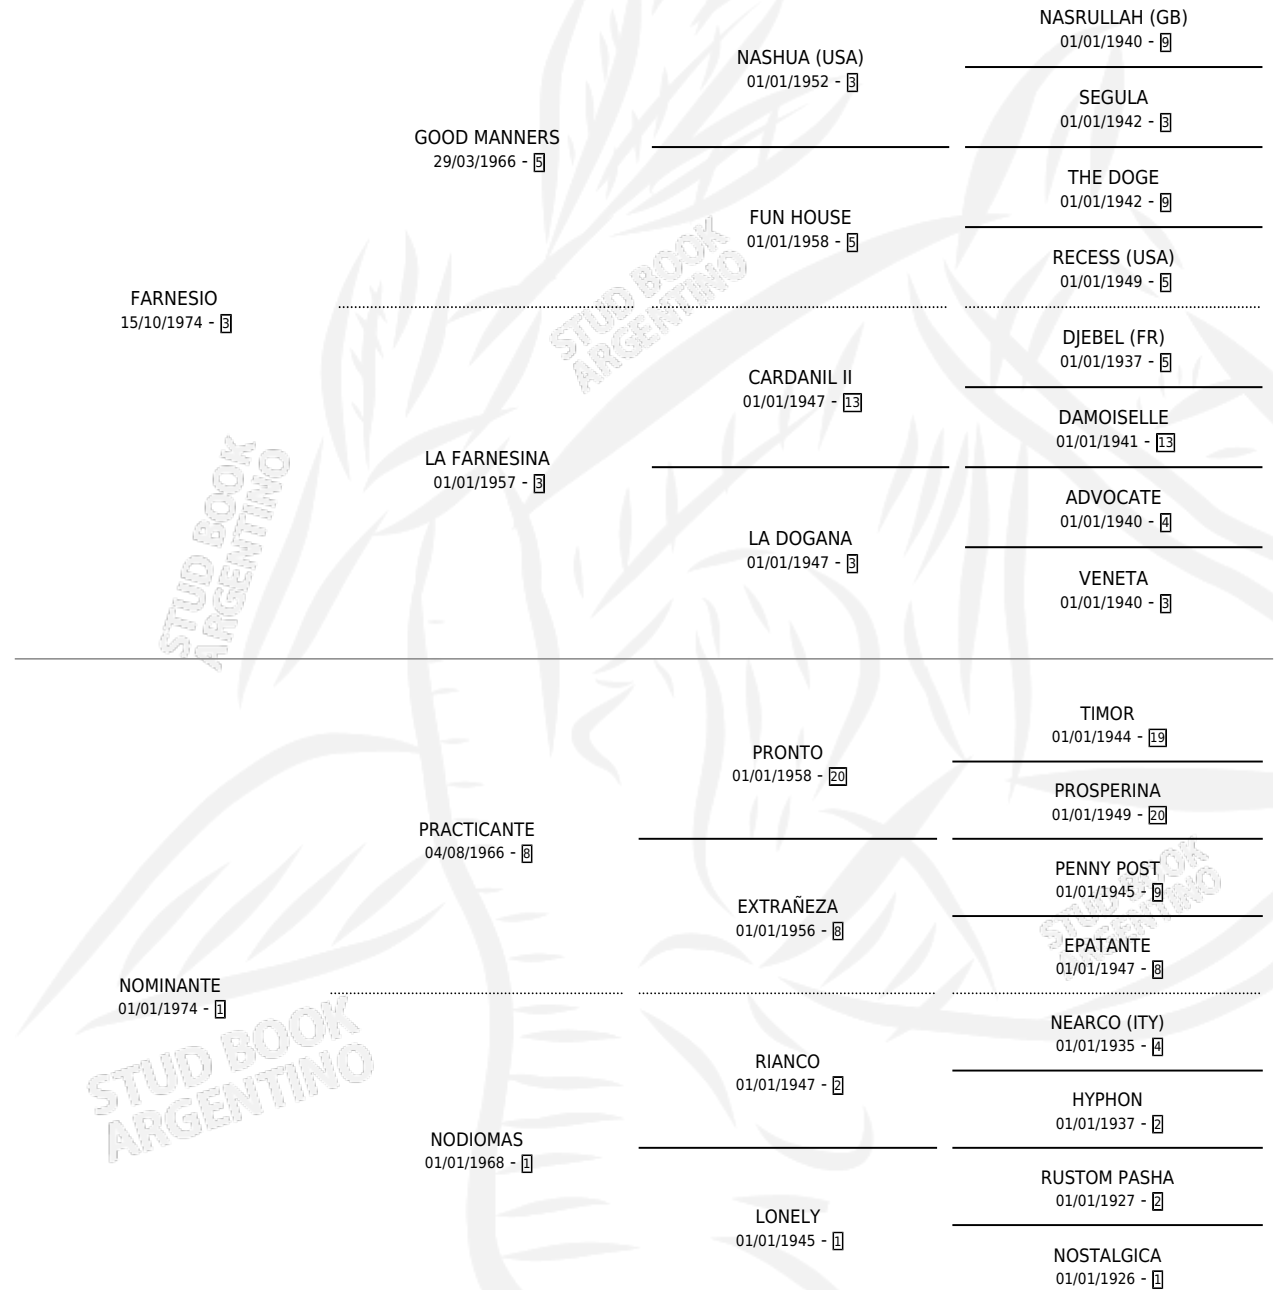 NASRULLAH (GB)
01/01/1940 - 9
NASHUA (USA)
01/01/1952 - 3
SEGULA
01/01/1942 - 3
GOOD MANNERS
29/03/1966 - 5
THE DOGE
01/01/1942 - 9
FUN HOUSE
01/01/1958 - 5
RECESS (USA)
01/01/1949 - 5
FARNESIO
15/10/1974 - 3
DJEBEL (FR)
01/01/1937 - 5
CARDANIL II
01/01/1947 - 13
DAMOISELLE
01/01/1941 - 13
LA FARNESINA
01/01/1957 - 3
ADVOCATE
01/01/1940 - 4
LA DOGANA
01/01/1947 - 3
VENETA
01/01/1940 - 3
STUD BOOK
ARGENTINO
STUD BOOK
ARGENTINO
TIMOR
01/01/1944 - 19
PRONTO
01/01/1958 - 20
PROSPERINA
01/01/1949 - 20
PRACTICANTE
04/08/1966 - 8
PENNY POST
01/01/1945 - 9
EXTRAÑEZA
01/01/1956 - 8
EPATANTE
01/01/1947 - 8
NOMINANTE
01/01/1974 - 1
NEARCO (ITY)
01/01/1935 - 4
RIANCO
01/01/1947 - 2
HYPHON
01/01/1937 - 2
NODIOMAS
01/01/1968 - 1
RUSTOM PASHA
01/01/1927 - 2
LONELY
01/01/1945 - 1
NOSTALGICA
01/01/1926 - 1
STUD BOOK
ARGENTINO
STUD BOOK
ARGENTINO